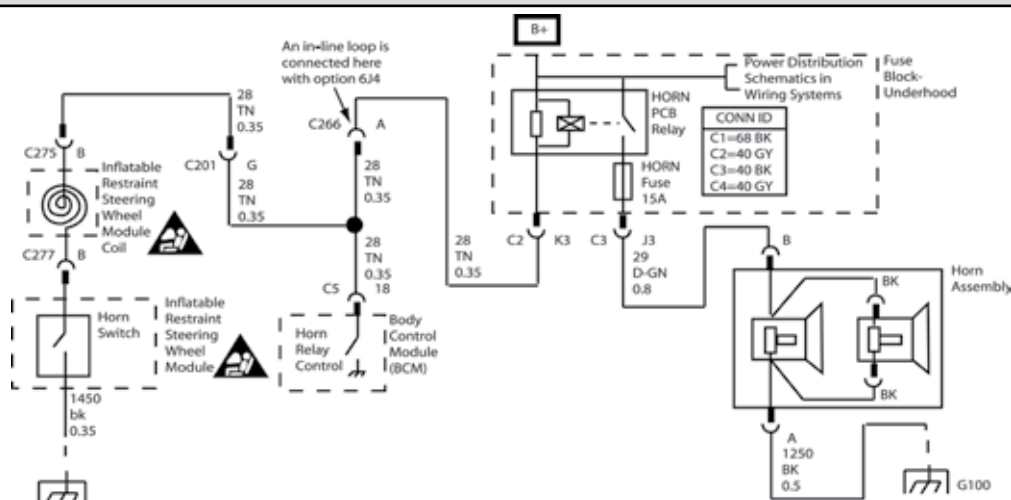 B+
An in-line loop is
connected here
with option 6J4
Power Distribution
Schematics in
Wiring Systems
Fuse
Block-
Underhood
28
TN
0.35
C266 A
HORN
PCB
Relay
CONN ID
C1=68 BK
C2=40 GY
C3=40 BK
C4=40 GY
C275 B
C201 G
Inflatable
Restraint
Steering
Wheel
Module
Coil
28
TN
0.35
28
TN
0.35
HORN
Fuse
15A
C277 B
28
TN
0.35
28
TN
0.35
C2 K3
C3 J3
29
D-GN
0.8
B
Horn
Assembly
BK
BK
C5 18
Horn
Switch
Inflatable
Restraint
Steering
Wheel
Module
Horn
Relay
Control
Body
Control
Module
(BCM)
1450
bk
0.35
A
1250
BK
0.5
G100